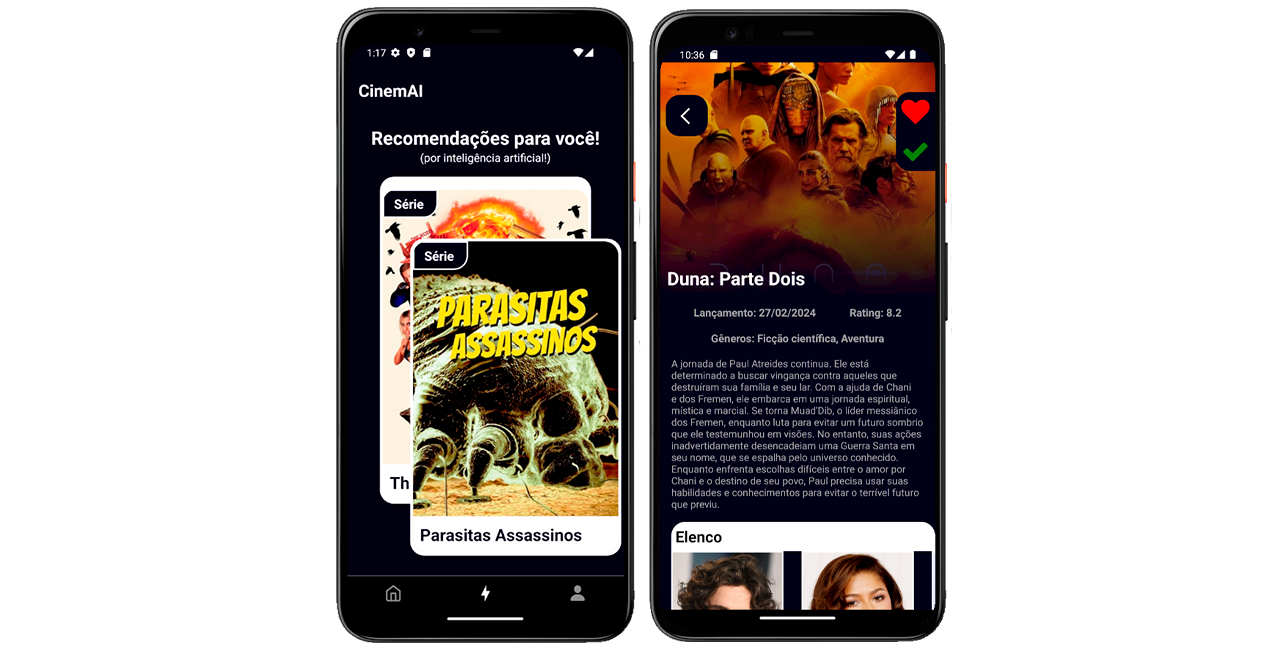 1:17
CinemAI
Recomendações para você!
(por inteligência artificial!)
Série
Série
PARASITAS
ASSASSINOS
Th
Parasitas Assassinos
10:36
Duna: Parte Dois
Lançamento: 27/02/2024 Rating: 8.2
Gêneros: Ficção científica, Aventura
A jornada de Paul Atreides continua. Ele está
determinado a buscar vingança contra aqueles que
destruíram sua família e seu lar. Com a ajuda de Chani
e dos Fremen, ele embarca em uma jornada espiritual,
mística e marcial. Se torna Muad'Dib, o líder messiânico
dos Fremen, enquanto luta para evitar um futuro sombrio
que ele testemunhou em visões. No entanto, suas ações
inadvertidamente desencadeiam uma Guerra Santa em
seu nome, que se espalha pelo universo conhecido.
Enquanto enfrenta escolhas difíceis entre o amor por
Chani e o destino de seu povo, Paul precisa usar suas
habilidades e conhecimentos para evitar o terrível futuro
que previu.
Elenco